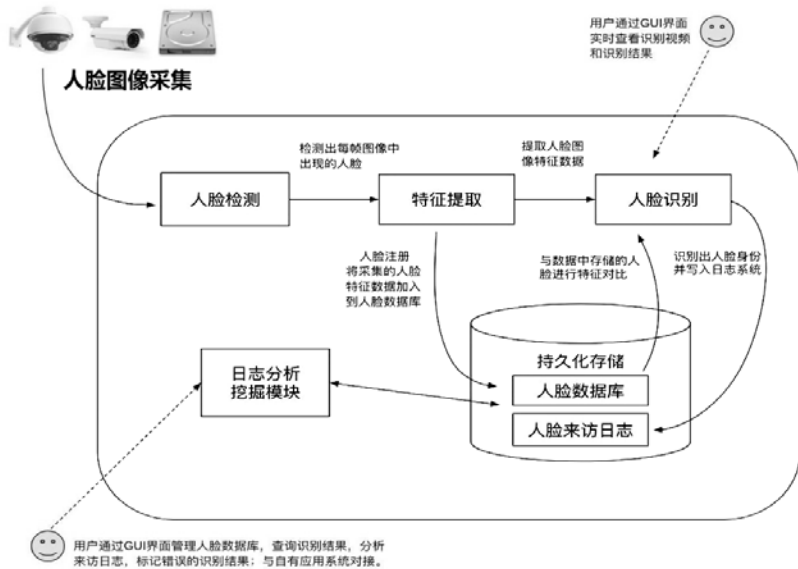 用户通过GUI界面
实时查看识别视频
和识别结果
人脸图像采集
检测出每帧图像中
出现的人脸
提取人脸图
像特征数据
人脸检测
特征提取
人脸识别
人脸注册
将采集的人脸
特征数据加入
到人脸数据库
与数据中存储的人
脸进行特征对比
识别出人脸身份
并写入日志系统
日志分析
挖掘模块
持久化存储
人脸数据库
人脸来访日志
用户通过GUI界面管理人脸数据库，查询识别结果，分析
来访日志，标记错误的识别结果；与自有应用系统对接。